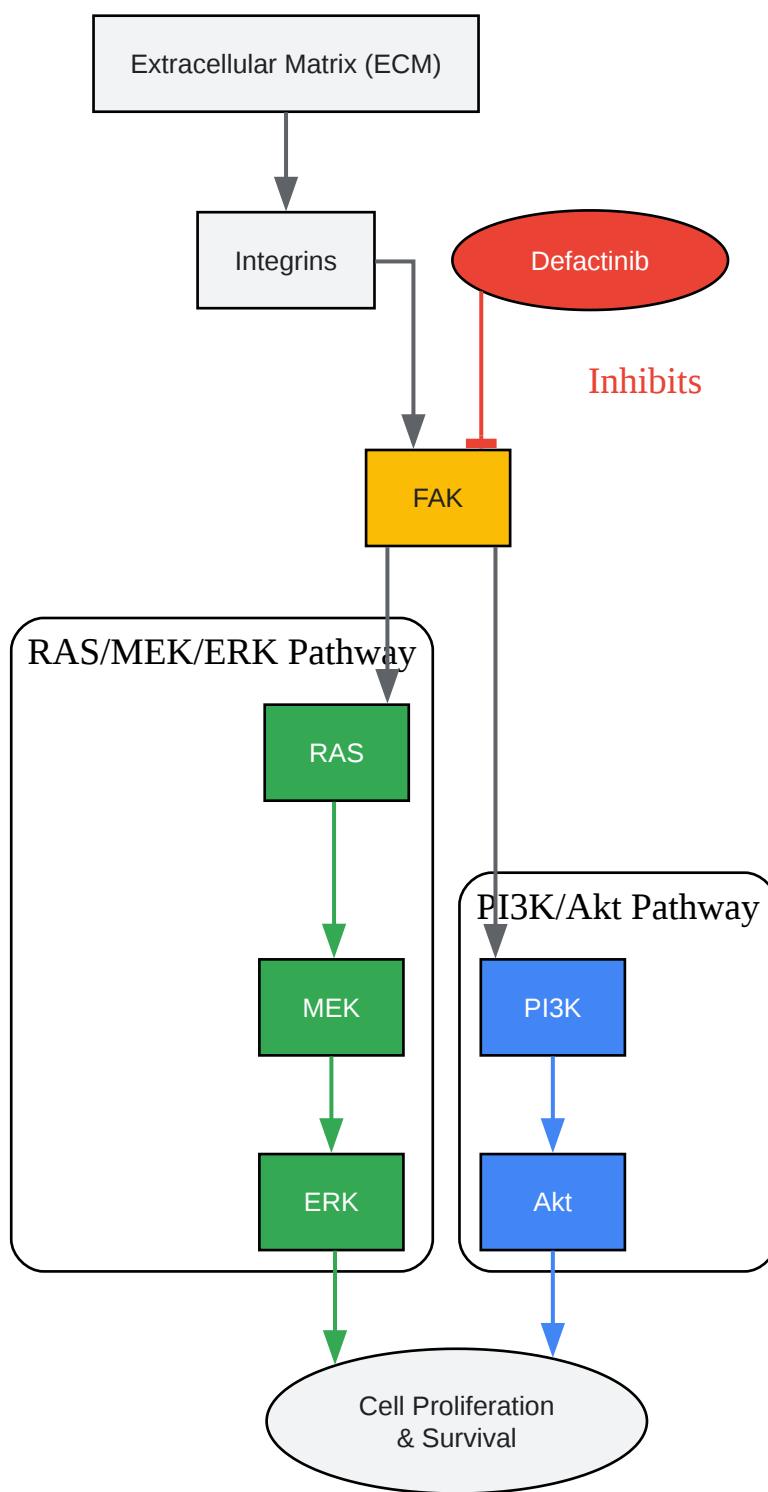 Extracellular Matrix (ECM)
Integrins
Defactinib
Inhibits
FAK
RAS/MEK/ERK Pathway
RAS
PI3K/Akt Pathway
MEK
PI3K
ERK
Akt
Cell Proliferation
& Survival